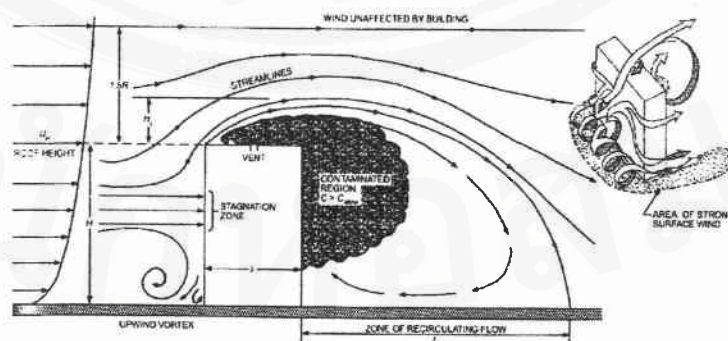 WIND UNAFFECTED BY BUILDING
1.5R
STREAMLINES
ROOF HEIGHT
VENT
CONTAMINATED
REGION
STAGNATION
ZONE
H
AREA OF STRONG
SURFACE WIND
UPWIND VORTEX
ZONE OF RECIRCULATING FLOW